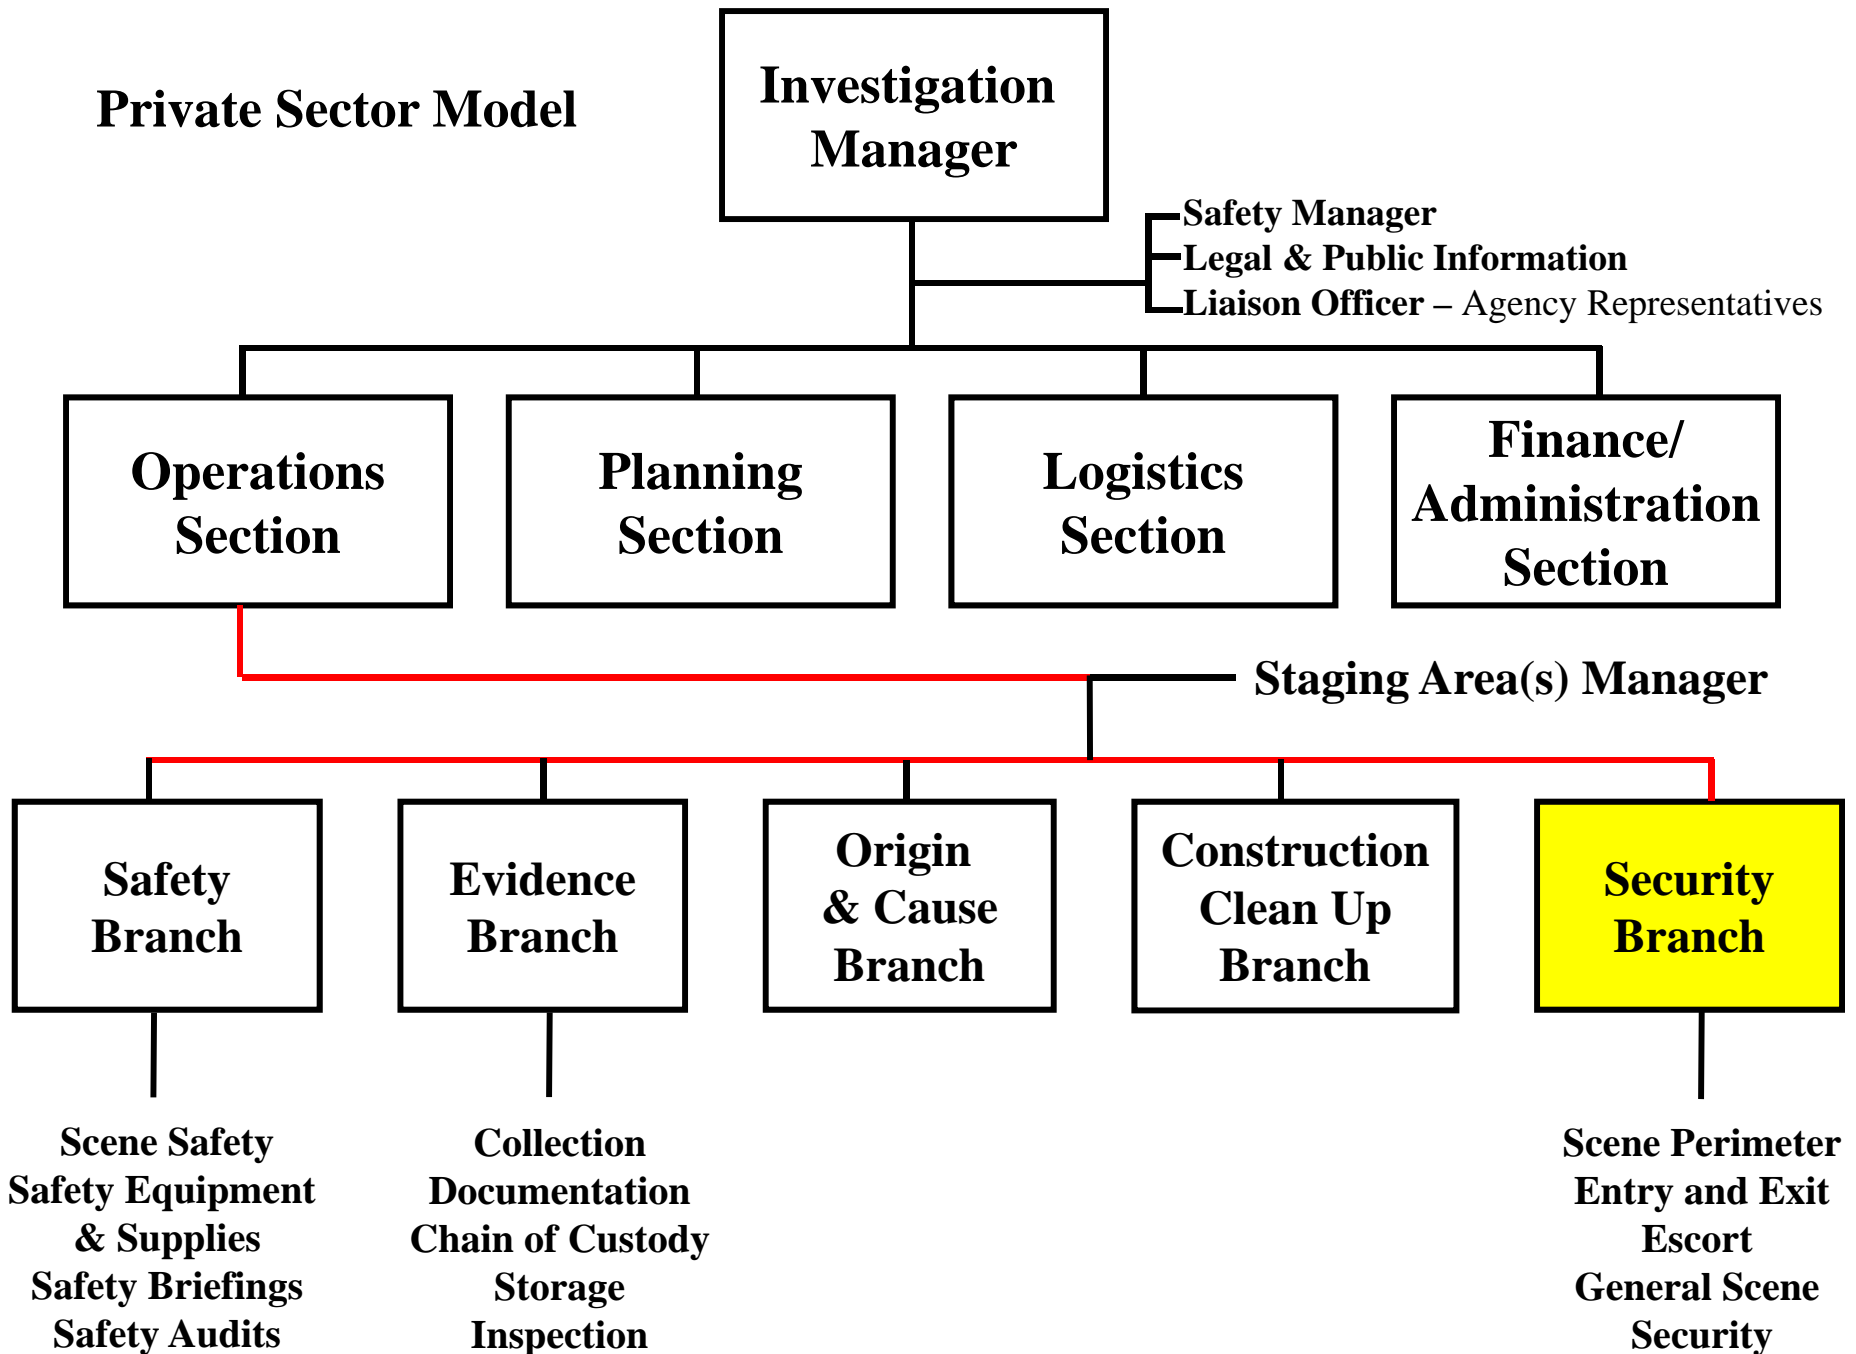 Private Sector Model
Investigation
Manager
Safety Manager
Legal & Public Information
Liaison Officer – Agency Representatives
Operations
Section
Planning
Section
Logistics
Section
Finance/
Administration
Section
Staging Area(s) Manager
Safety
Branch
Evidence
Branch
Origin
& Cause
Branch
Construction
Clean Up
Branch
Security
Branch
Scene Safety
Safety Equipment
& Supplies
Safety Briefings
Safety Audits
Collection
Documentation
Chain of Custody
Storage
Inspection
Scene Perimeter
Entry and Exit
Escort
General Scene
Security